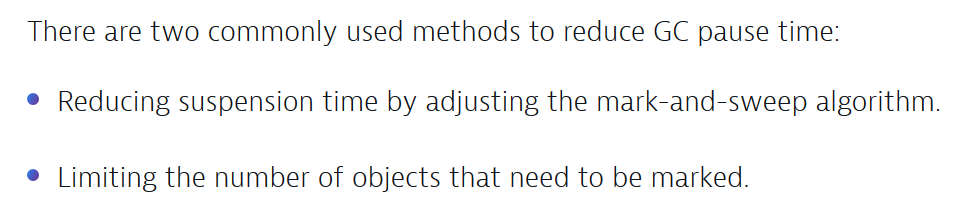 There are two commonly used methods to reduce GC pause time:
• Reducing suspension time by adjusting the mark-and-sweep algorithm.
• Limiting the number of objects that need to be marked.